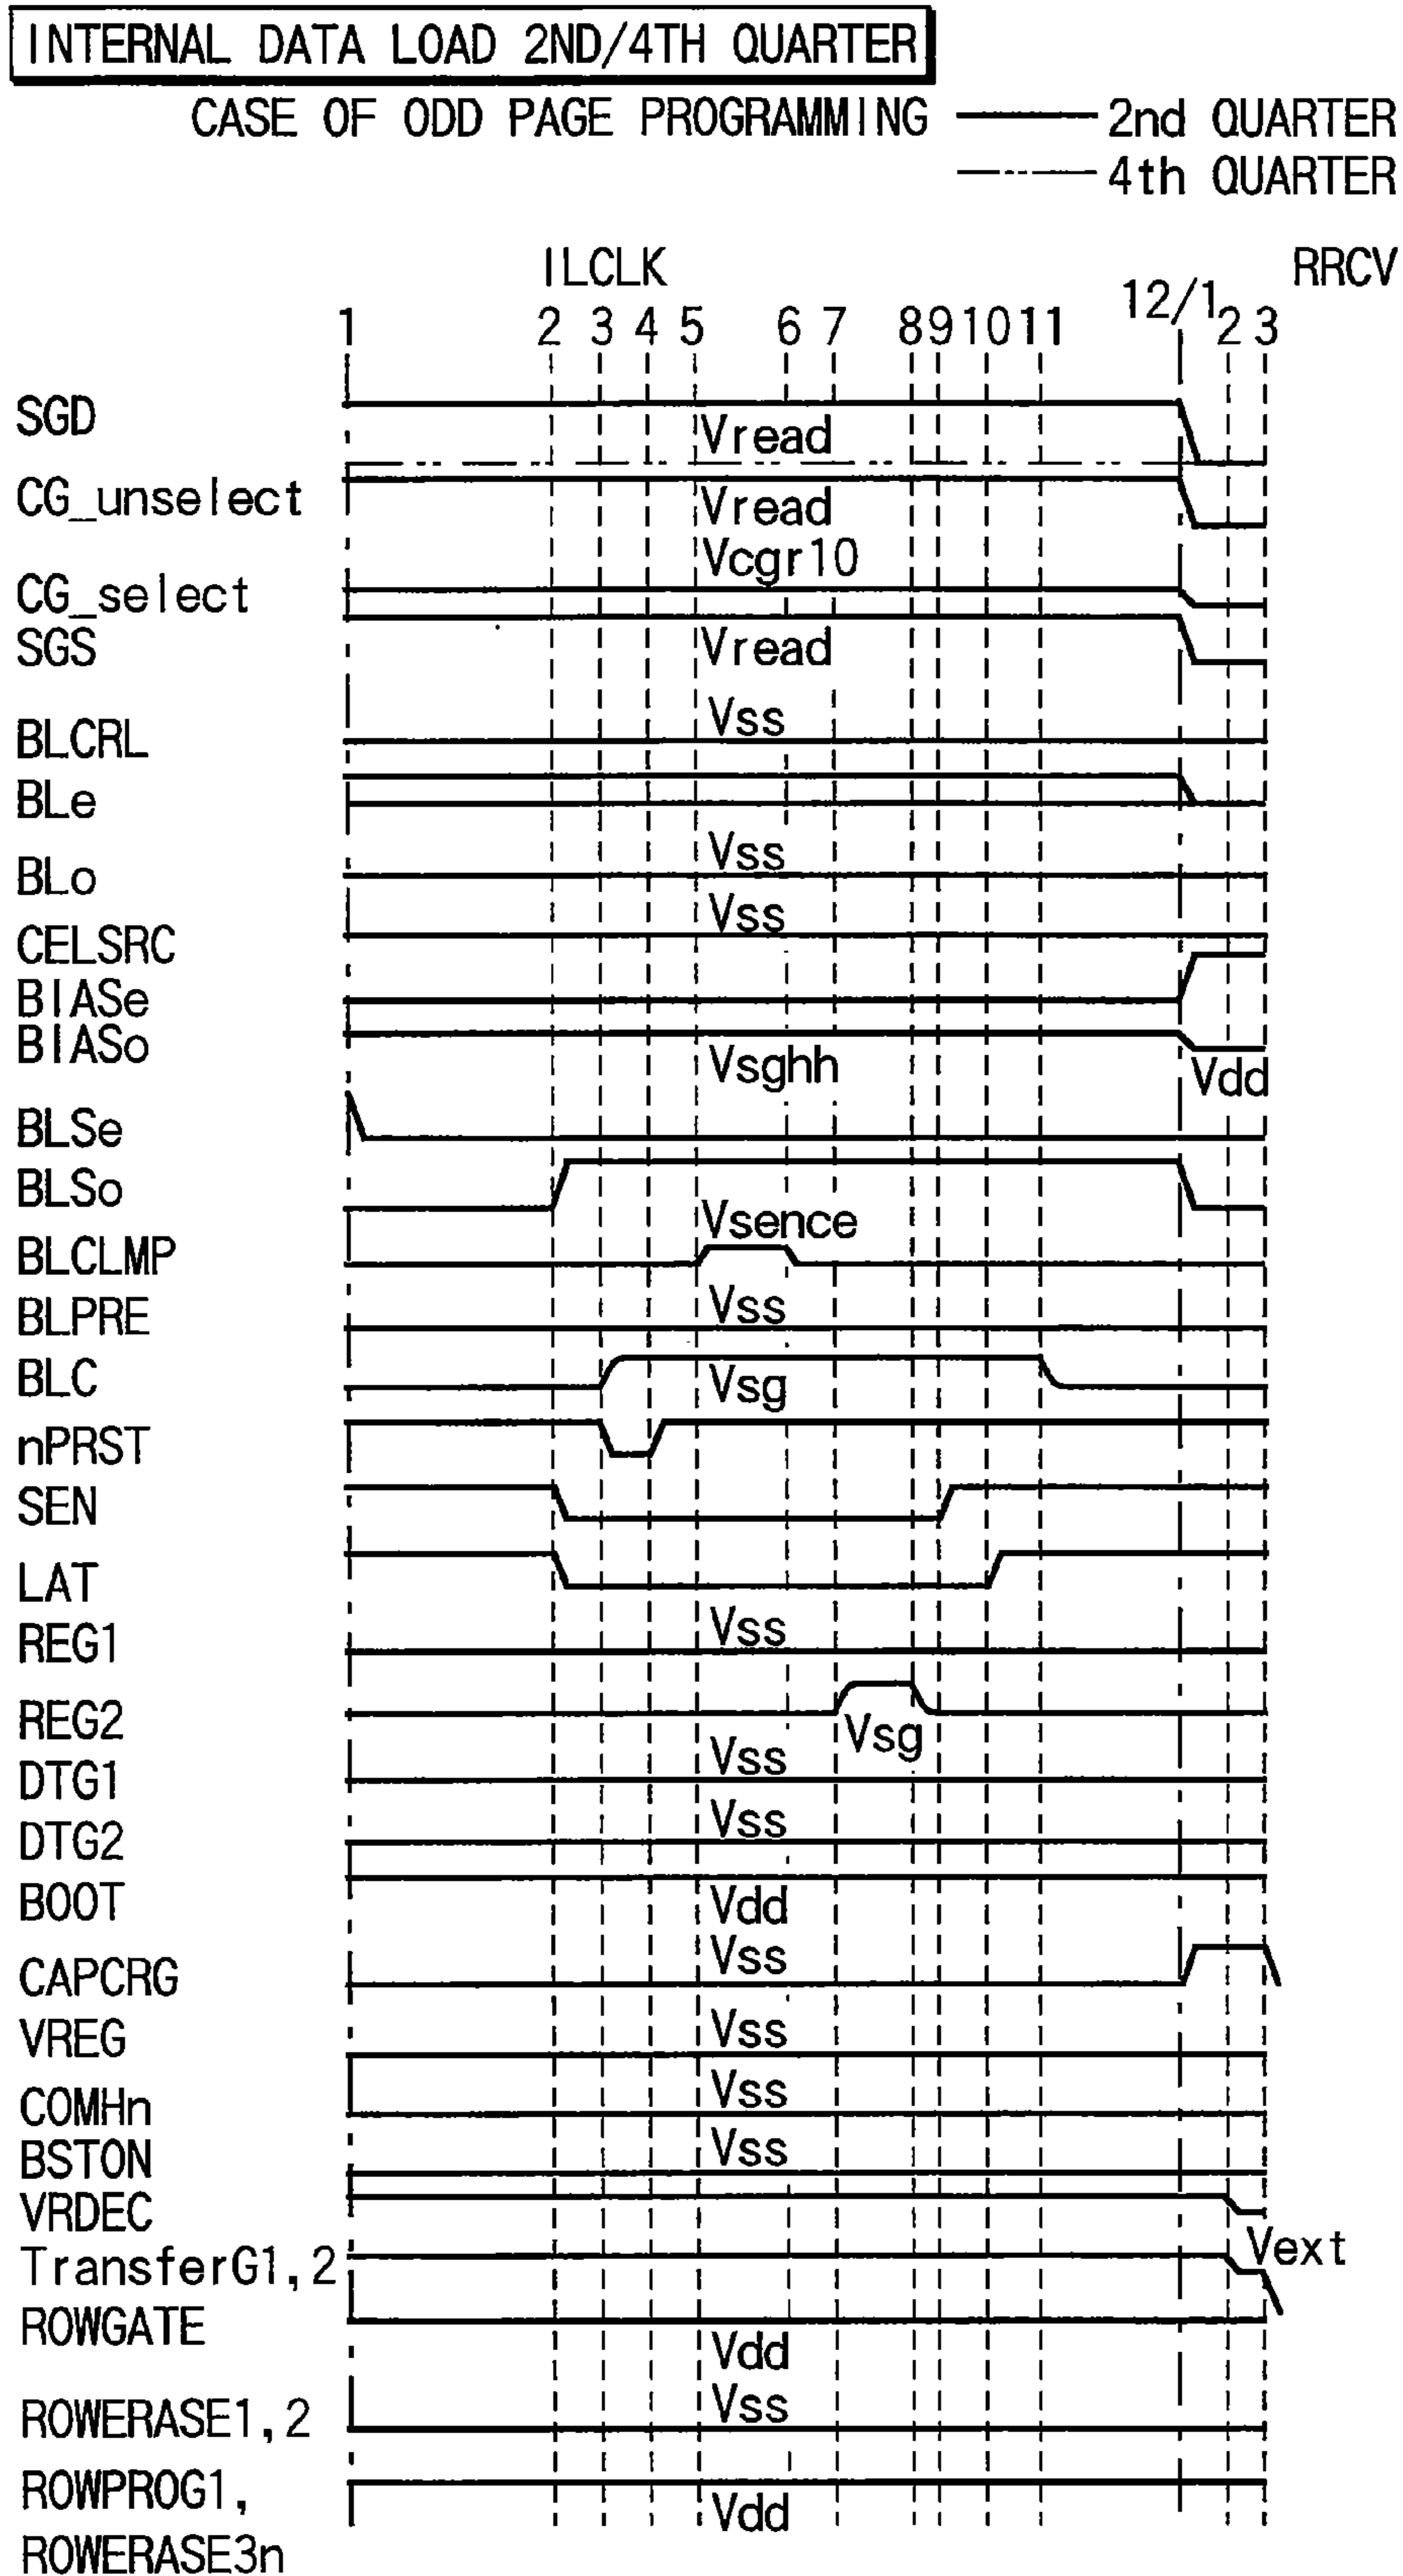 INTERNAL DATA LOAD 2ND/4TH QUARTER
CASE OF ODD PAGE PROGRAMMING
2nd QUARTER
4th QUARTER
ILCLK RRCV
1 2 3 4 5 6 7 8 9 10 11 12/1 2 3
SGD
Vread
CG_unselect
Vread
Vcgr10
CG_select
SGS
Vread
Vss
BLCRL
BLe
Vss
BLo
Vss
CELSRC
BIASe
BIASo
Vsghh Vdd
BLSe
BLSo
Vsence
BLCLMP
Vss
BLPRE
BLC
Vsg
nPRST
SEN
LAT
Vss
REG1
REG2
Vsg
Vss
DTG1
Vss
DTG2
BOOT
Vdd
Vss
CAPCRG
Vss
VREG
Vss
COMHn
Vss
BSTON
VRDEC
Vext
TransferG1,2
ROWGATE
Vdd
Vss
ROWERASE1,2
ROWPROG1,
Vdd
ROWERASE3n